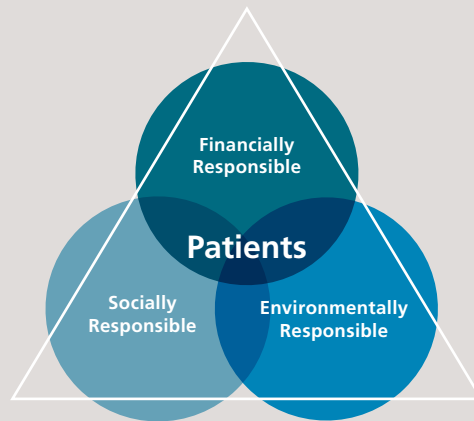 Financially
Responsible
Patients
Socially
Responsible
Environmentally
Responsible